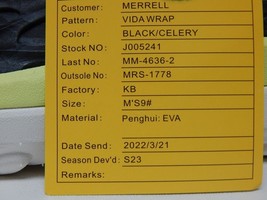 Customer: MERRELL
Pattern: VIDA WRAP
Color: BLACK/CELERY
Stock NO: J005241
Last No: MM-4636-2
Outsole No: MRS-1778
Factory: KB
Size: M'S9#
Material: Penghui: EVA
Date Send: 2022/3/21
Season Dev'd: S23
Remarks: